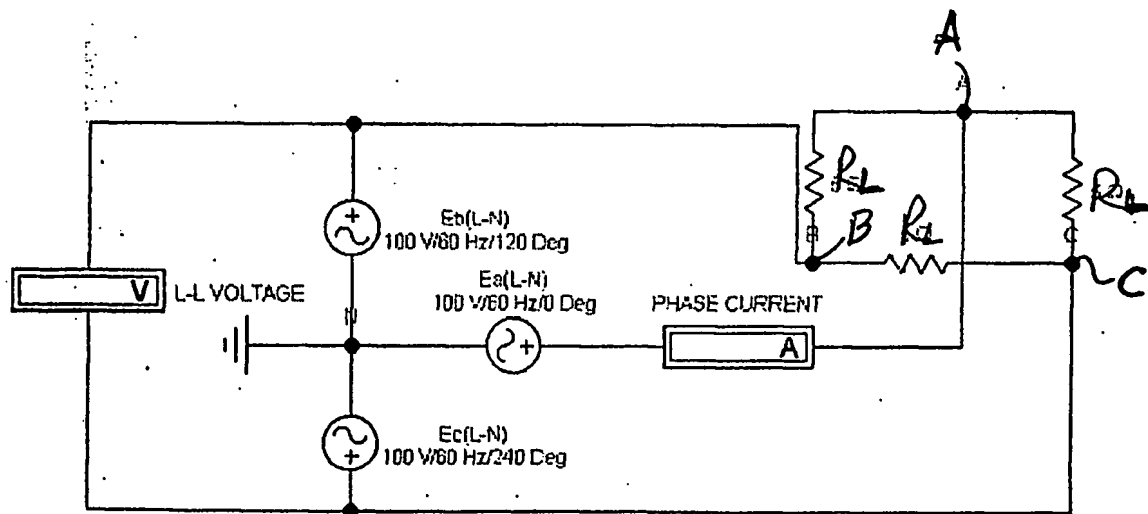 A
A
Eb(L-N)
100 V/60 Hz/120 Deg
RL
RL
RL
B
B
C
C
V
L-L VOLTAGE
Ea(L-N)
100 V/60 Hz/0 Deg
PHASE CURRENT
A
N
Ec(L-N)
100 V/60 Hz/240 Deg